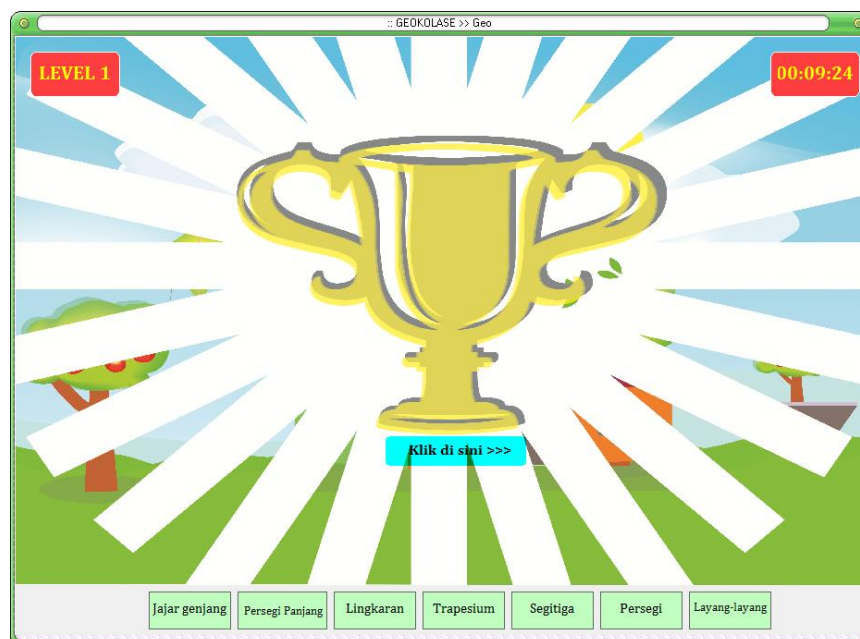 :: GEOKOLASE >> Geo
LEVEL 1
00:09:24
Klik di sini >>>
Jajar genjang
Persegi Panjang
Lingkaran
Trapesium
Segitiga
Persegi
Layang-layang